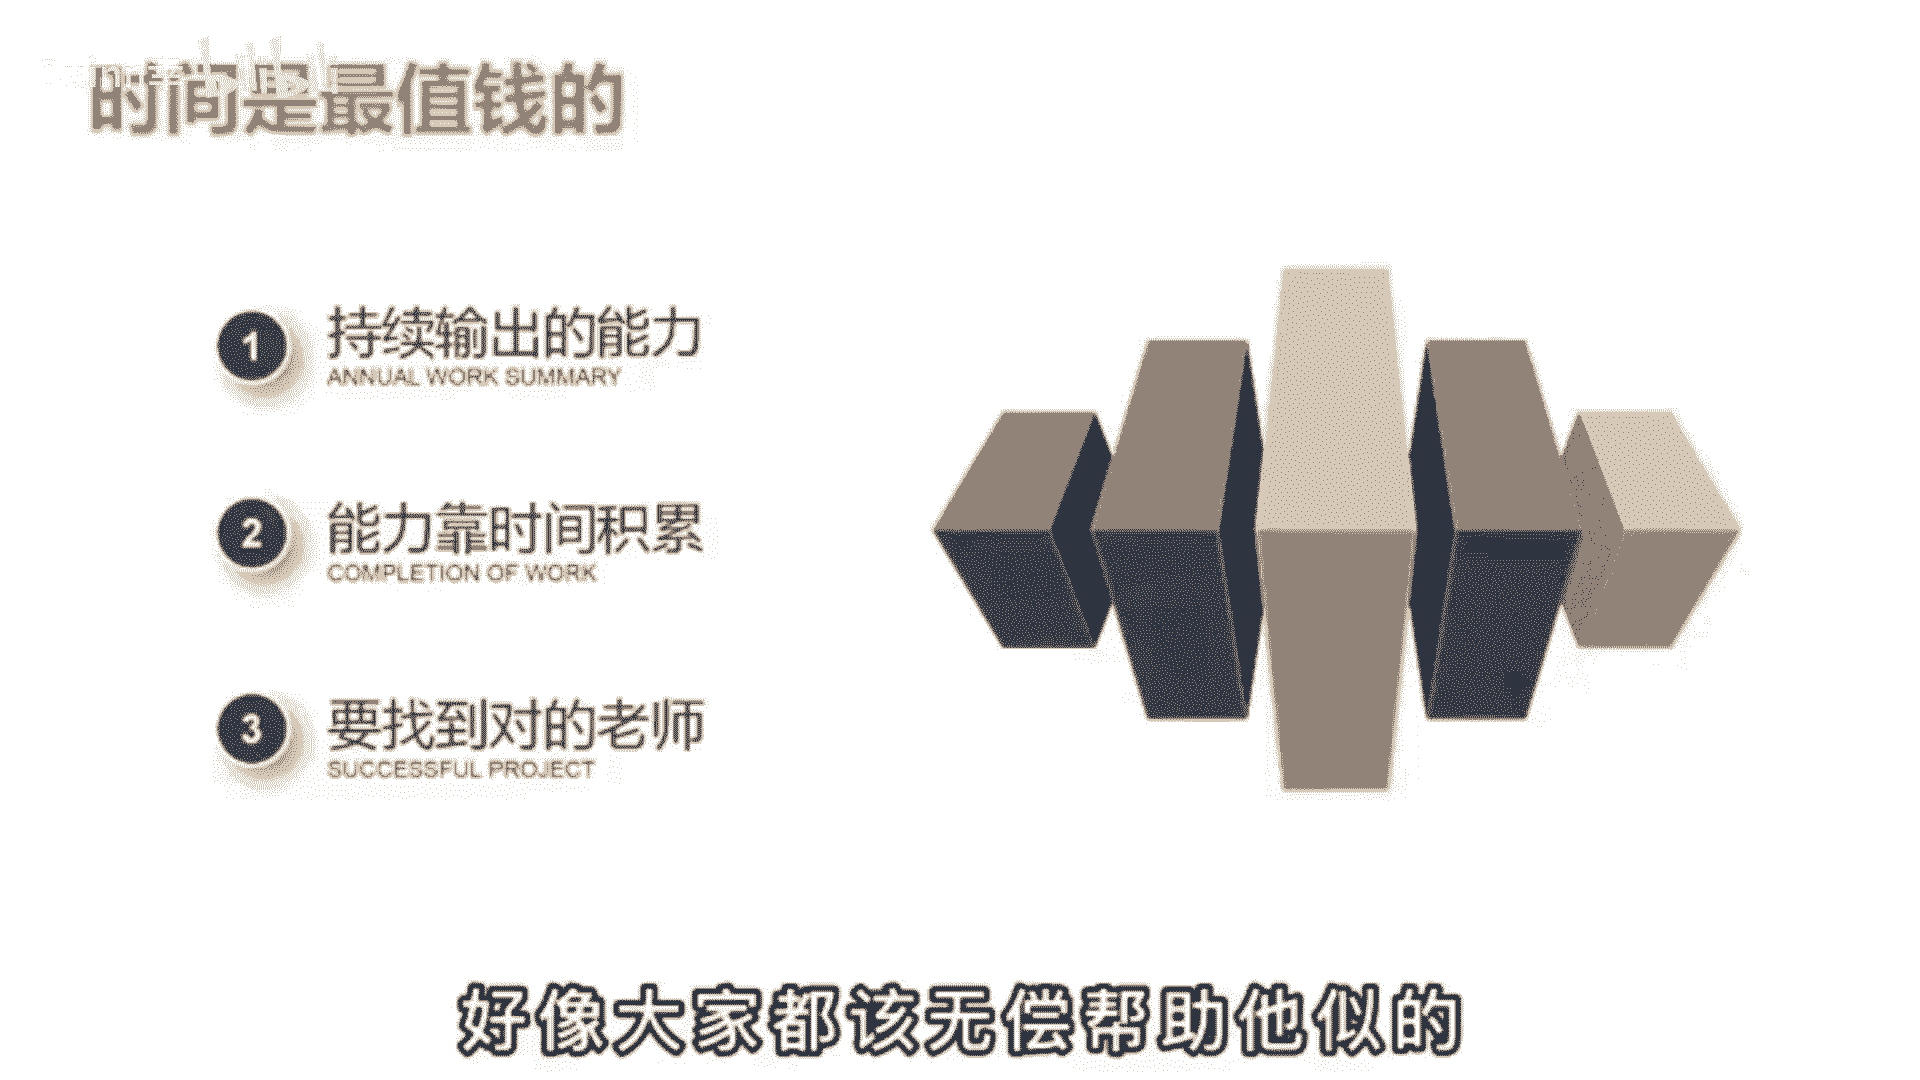 时间是最值钱的
1 持续输出的能力
ANNUAL WORK SUMMARY
2 能力靠时间积累
COMPLETION OF WORK
3 要找到对的老师
SUCCESSFUL PROJECT
好像大家都该无偿帮助他似的